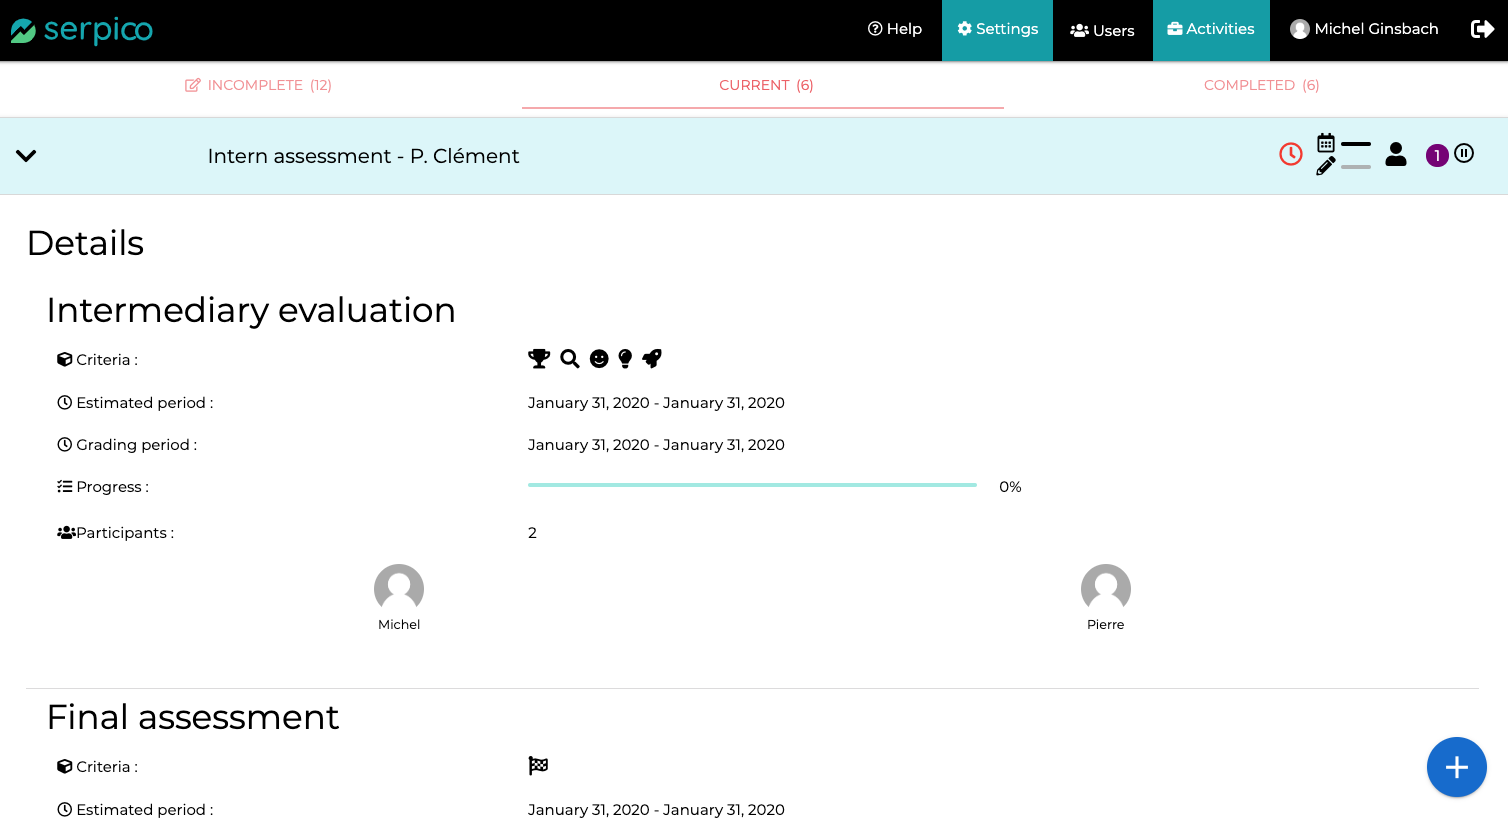 serpico
Help Settings Users Activities Michel Ginsbach
INCOMPLETE (12) CURRENT (6) COMPLETED (6)
Intern assessment - P. Clément 1
Details
Intermediary evaluation
Criteria :
Estimated period : January 31, 2020 - January 31, 2020
Grading period : January 31, 2020 - January 31, 2020
Progress : 0%
Participants : 2
Michel Pierre
Final assessment
Criteria :
Estimated period : January 31, 2020 - January 31, 2020